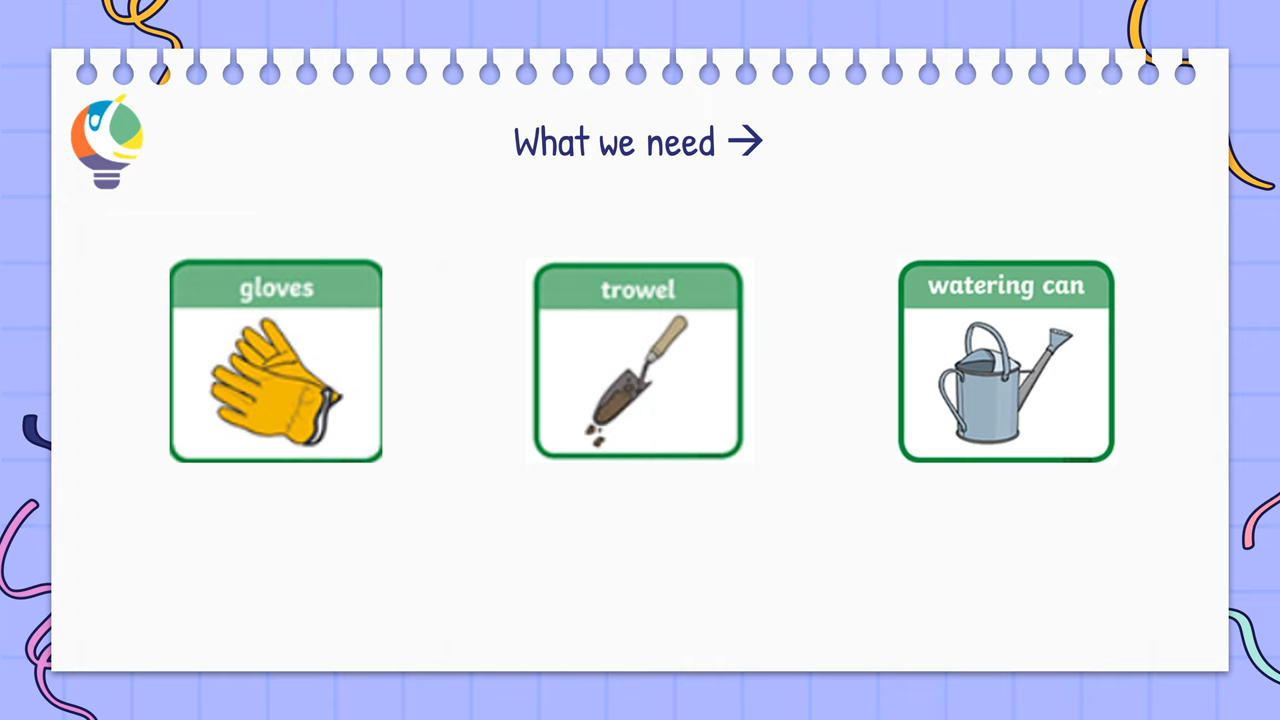 What we need →
gloves
trowel
watering can